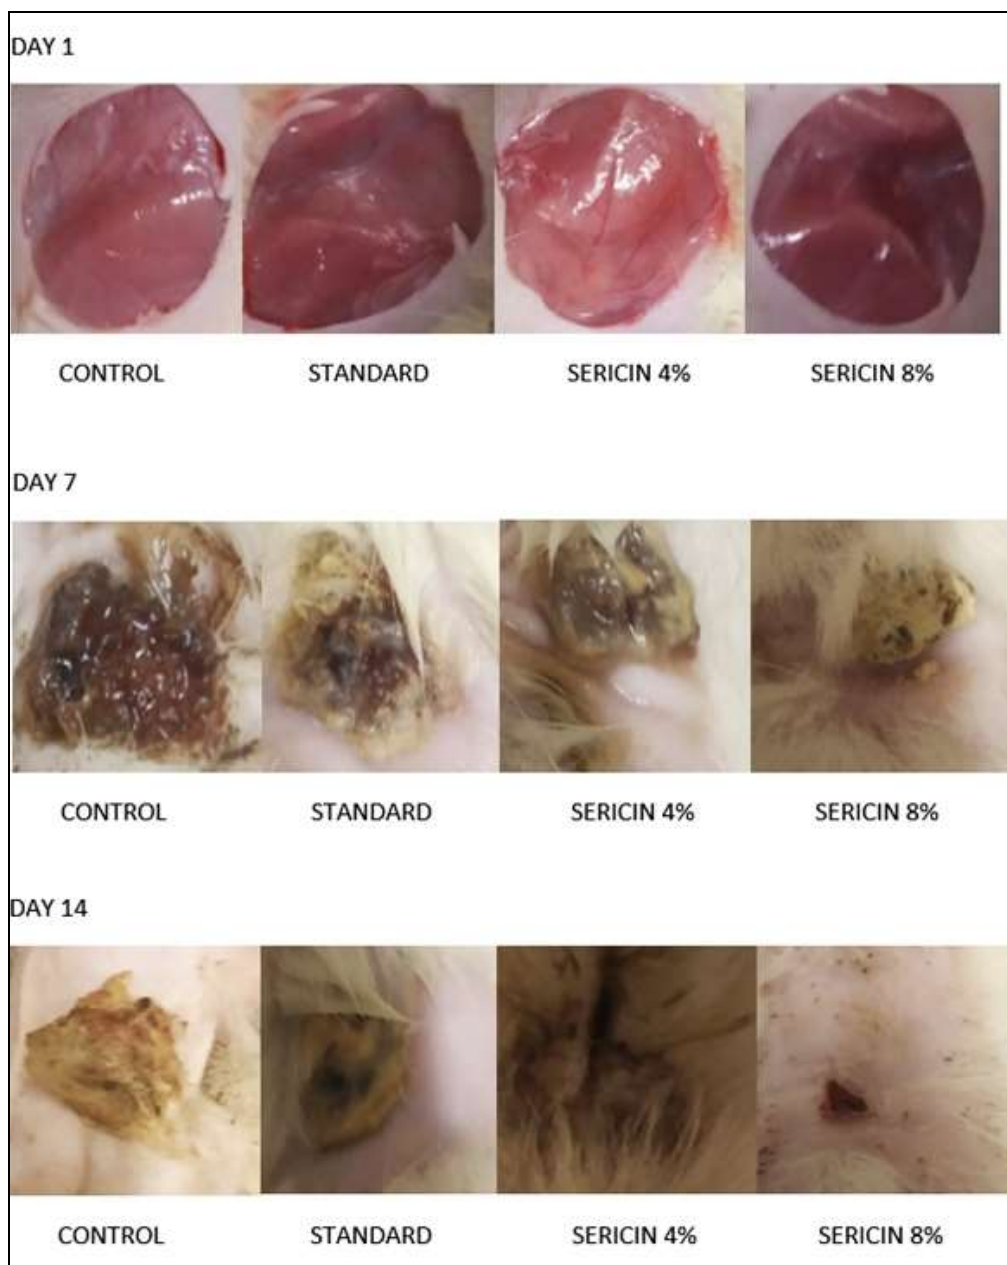 DAY 1
CONTROL STANDARD SERICIN 4% SERICIN 8%
DAY 7
CONTROL STANDARD SERICIN 4% SERICIN 8%
DAY 14
CONTROL STANDARD SERICIN 4% SERICIN 8%